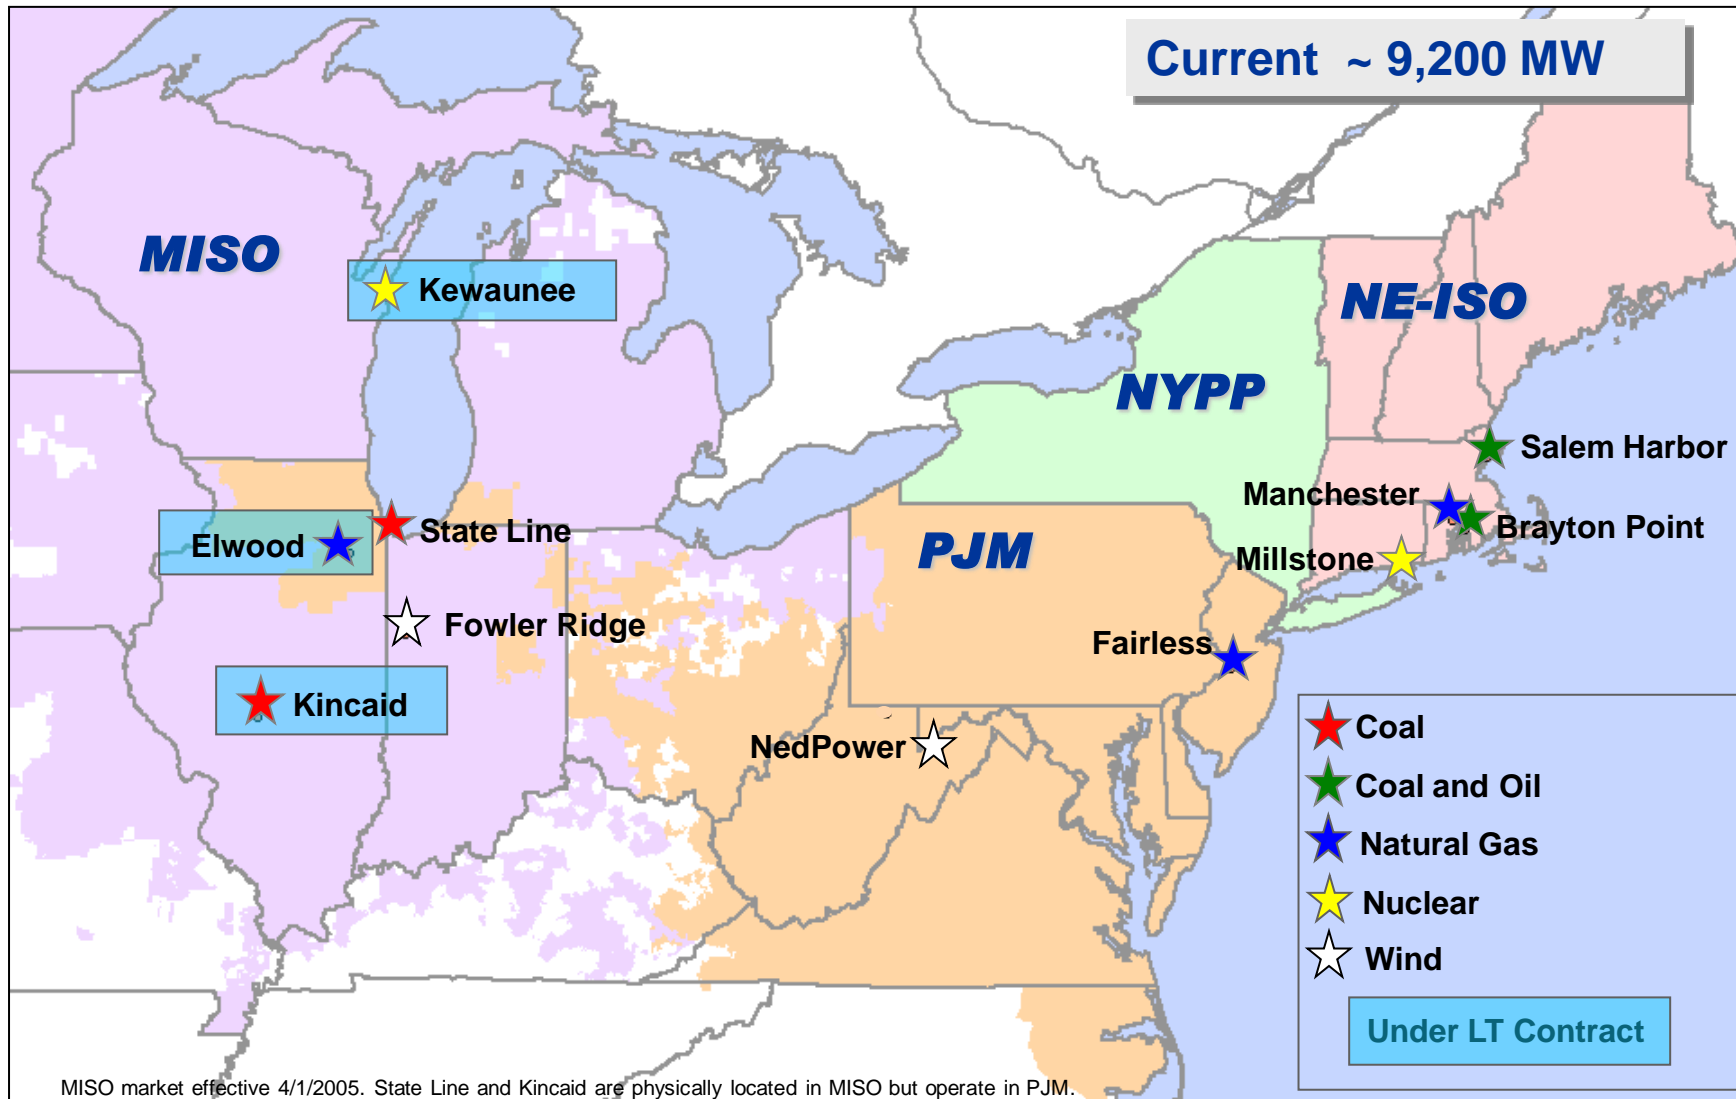 Current ~ 9,200 MW
MISO
Kewaunee
NE-ISO
NYPP
Salem Harbor
Manchester
Brayton Point
State Line
Elwood
PJM
Millstone
Fowler Ridge
Fairless
Kincaid
NedPower
Coal
Coal and Oil
Natural Gas
Nuclear
Wind
Under LT Contract
MISO market effective 4/1/2005. State Line and Kincaid are physically located in MISO but operate in PJM.